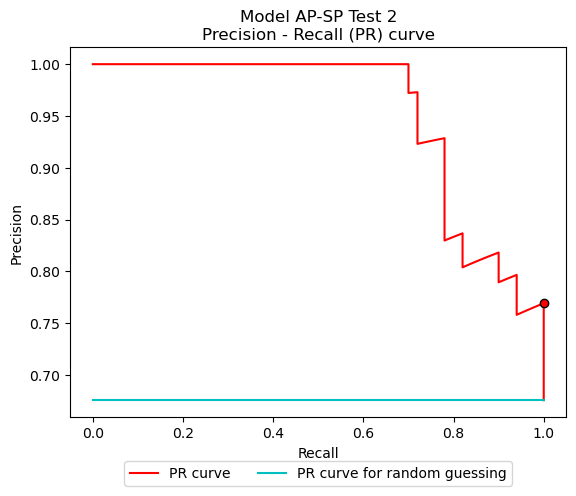 Model AP-SP Test 2
Precision - Recall (PR) curve
1.00
0.95
0.90
0.85
0.80
0.75
0.70
Precision
0.0 0.2 0.4 0.6 0.8 1.0
Recall
PR curve PR curve for random guessing